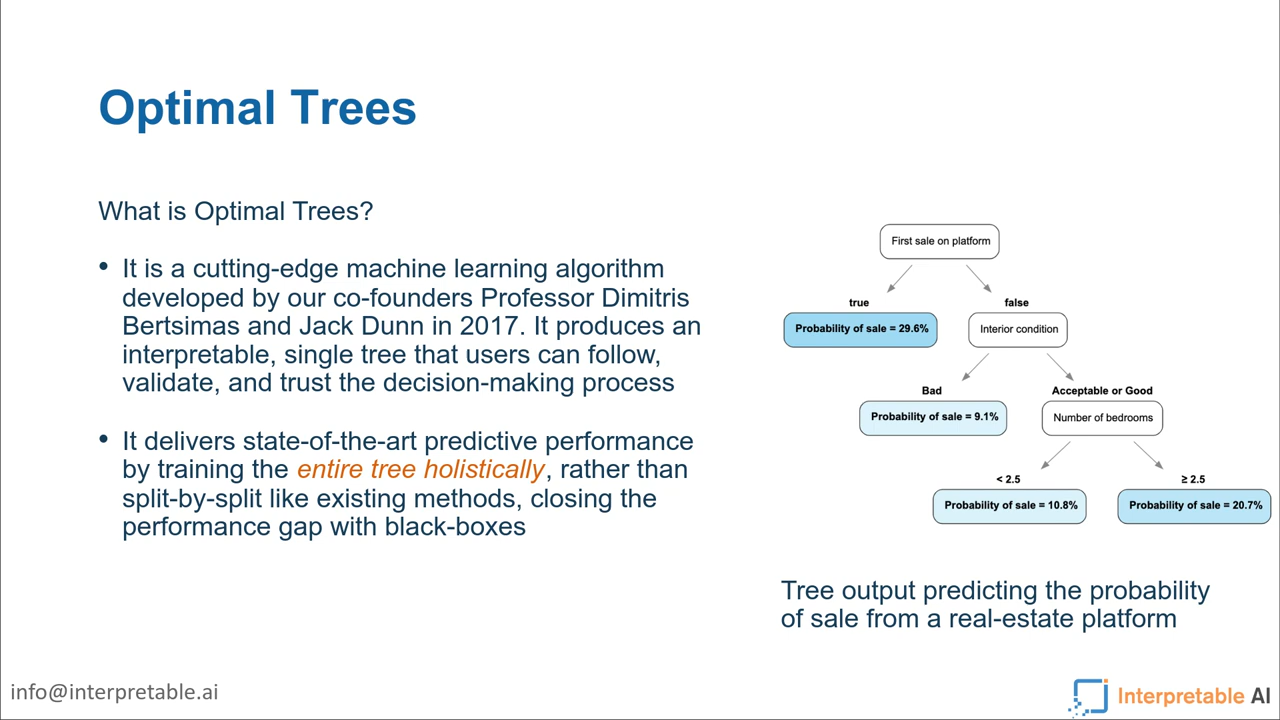 Optimal Trees
What is Optimal Trees?
• It is a cutting-edge machine learning algorithm
developed by our co-founders Professor Dimitris
Bertsimas and Jack Dunn in 2017. It produces an
interpretable, single tree that users can follow,
validate, and trust the decision-making process
• It delivers state-of-the-art predictive performance
by training the entire tree holistically, rather than
split-by-split like existing methods, closing the
performance gap with black-boxes
First sale on platform
true
false
Probability of sale = 29.6%
Interior condition
Bad
Acceptable or Good
Probability of sale = 9.1%
Number of bedrooms
< 2.5
≥ 2.5
Probability of sale = 10.8%
Probability of sale = 20.7%
Tree output predicting the probability
of sale from a real-estate platform
info@interpretable.ai
Interpretable AI